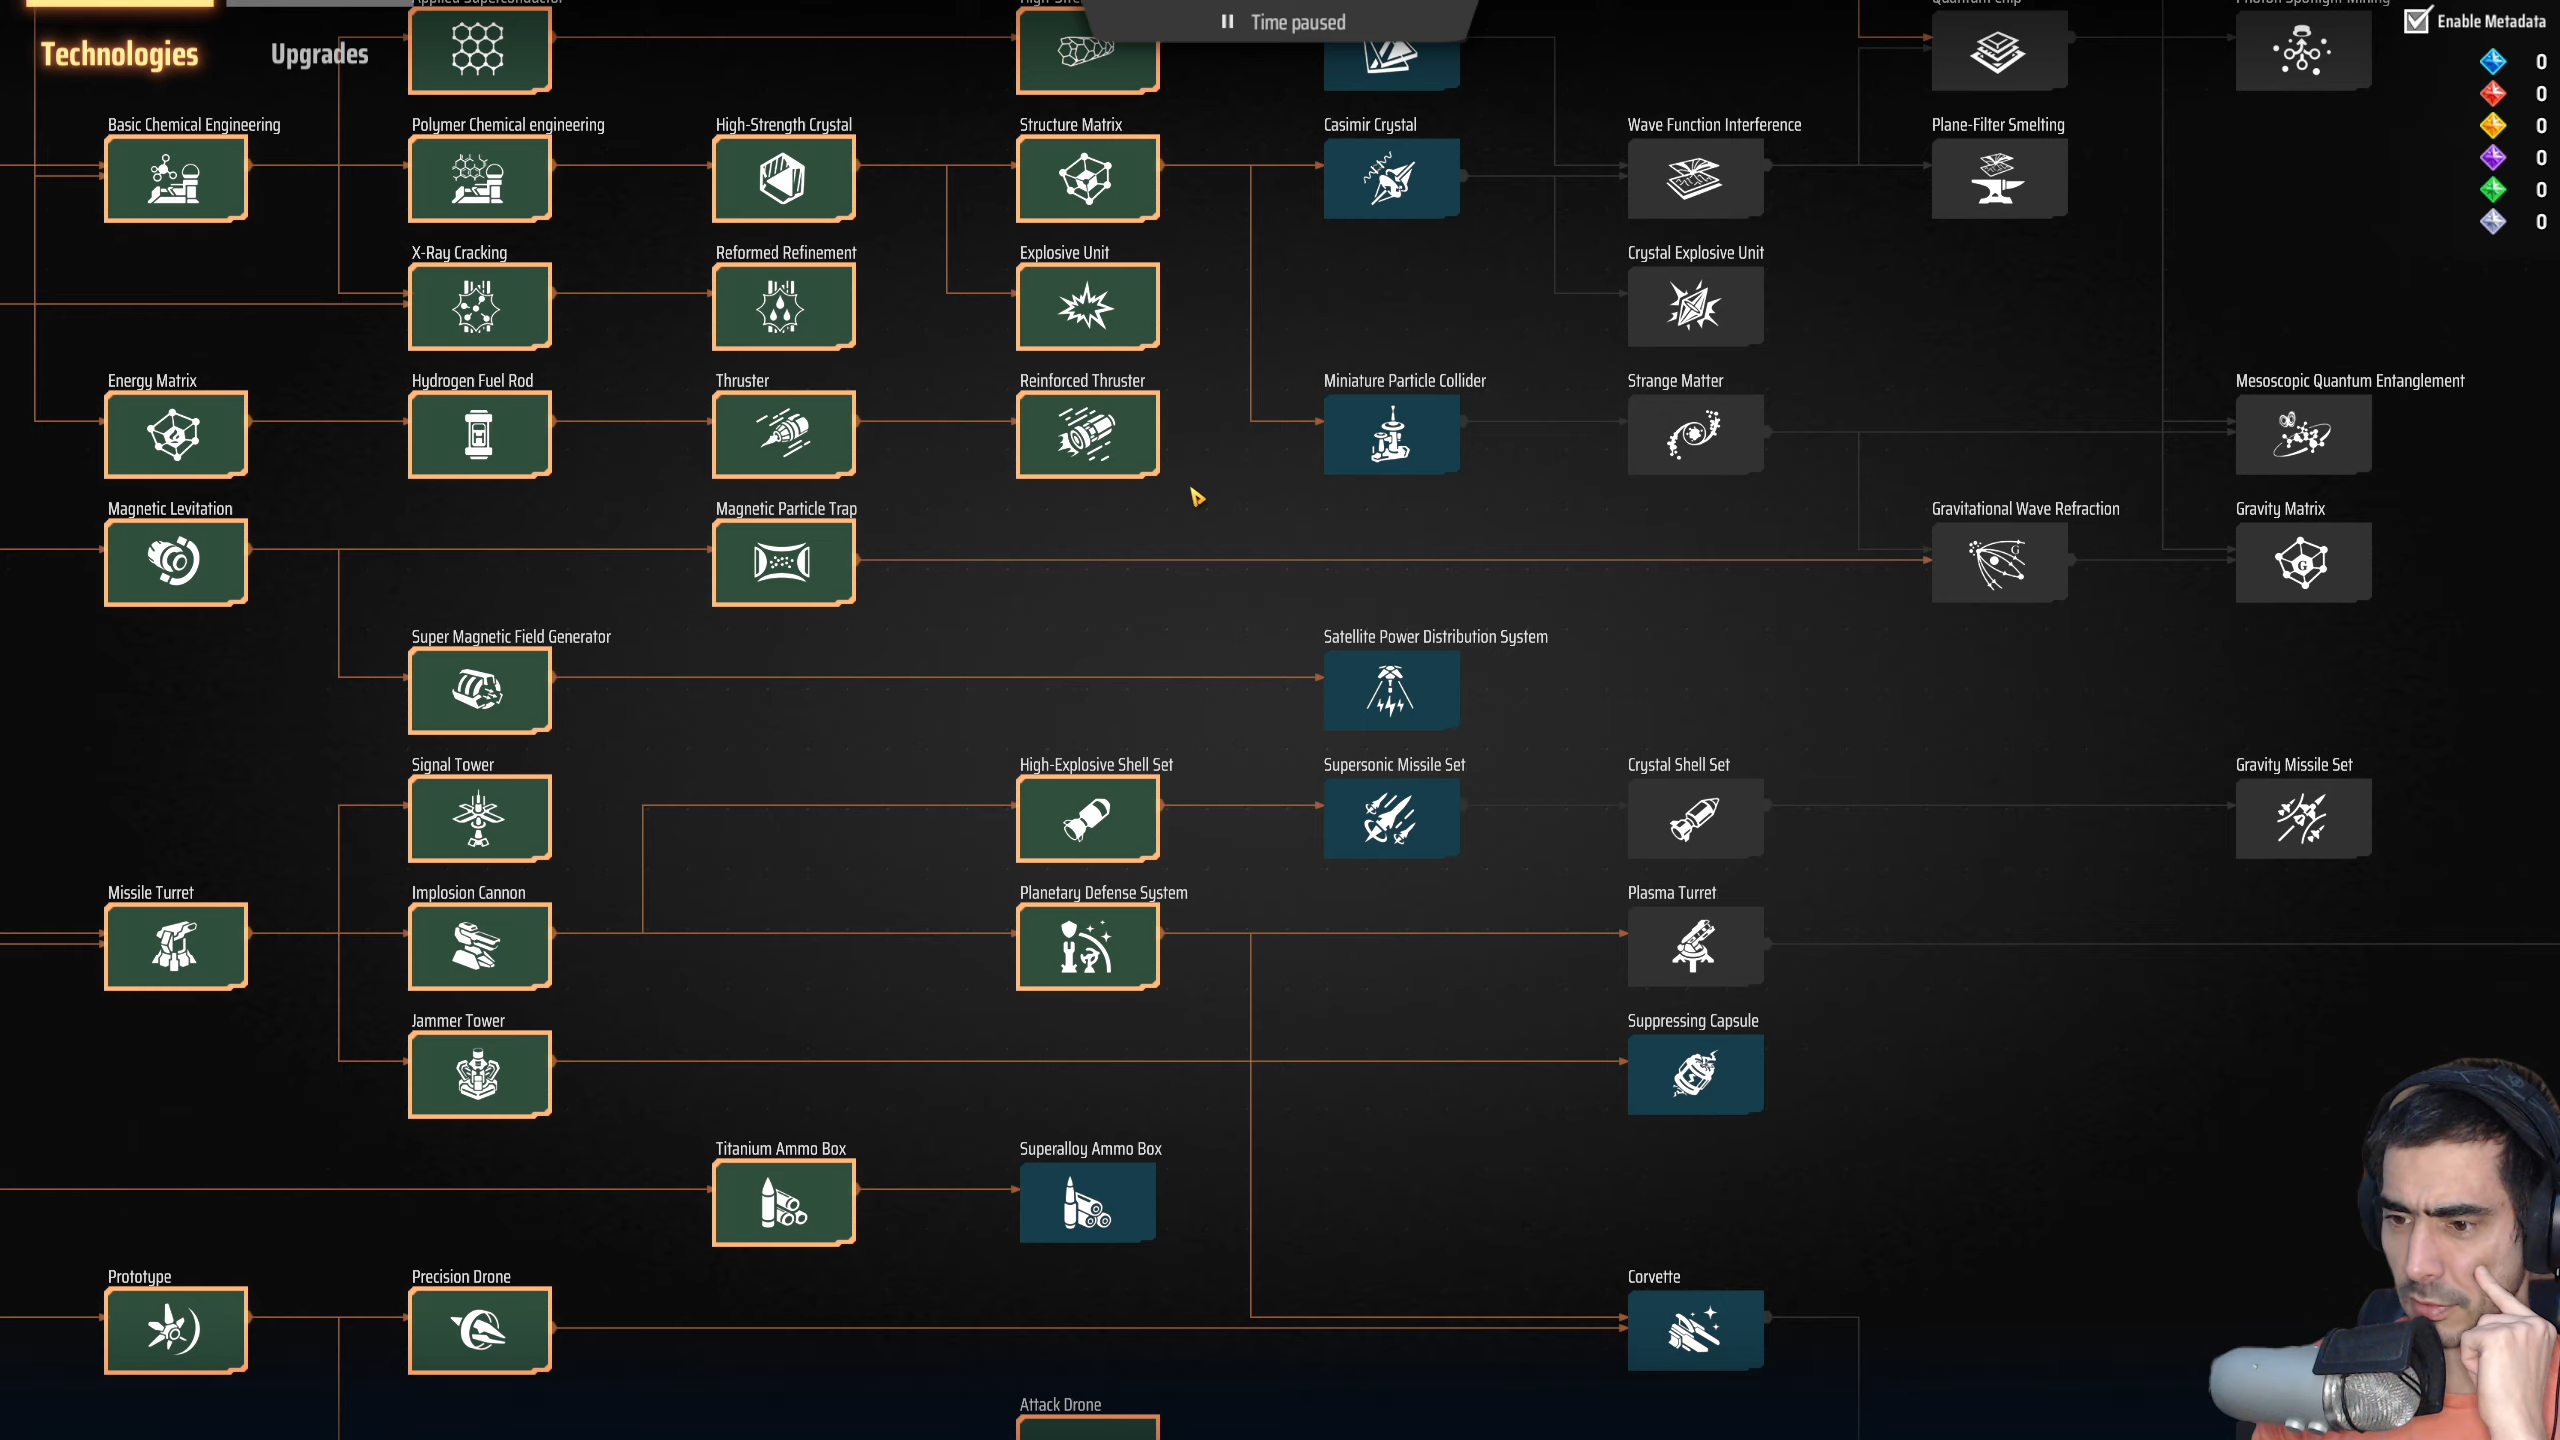 Applied Superconductor
Time paused
Enable Metadata
Technologies
Upgrades
0
0
0
0
0
0
Basic Chemical Engineering
Polymer Chemical engineering
High-Strength Crystal
Structure Matrix
Casimir Crystal
Wave Function Interference
Plane-Filter Smelting
X-Ray Cracking
Reformed Refinement
Explosive Unit
Crystal Explosive Unit
Energy Matrix
Hydrogen Fuel Rod
Thruster
Reinforced Thruster
Miniature Particle Collider
Strange Matter
Mesoscopic Quantum Entanglement
Magnetic Levitation
Magnetic Particle Trap
Gravitational Wave Refraction
Gravity Matrix
Super Magnetic Field Generator
Satellite Power Distribution System
Signal Tower
High-Explosive Shell Set
Supersonic Missile Set
Crystal Shell Set
Gravity Missile Set
Missile Turret
Implosion Cannon
Planetary Defense System
Plasma Turret
Jammer Tower
Suppressing Capsule
Titanium Ammo Box
Superalloy Ammo Box
Prototype
Precision Drone
Corvette
Attack Drone